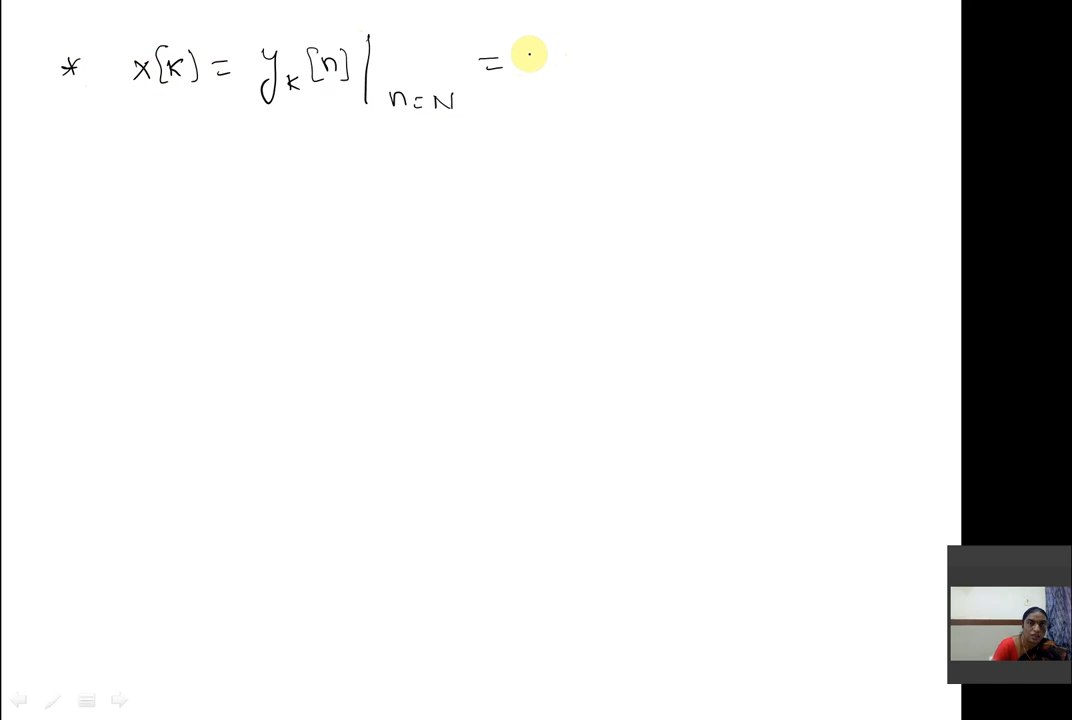 * x[k] = y_k[n] |_{n=N} =